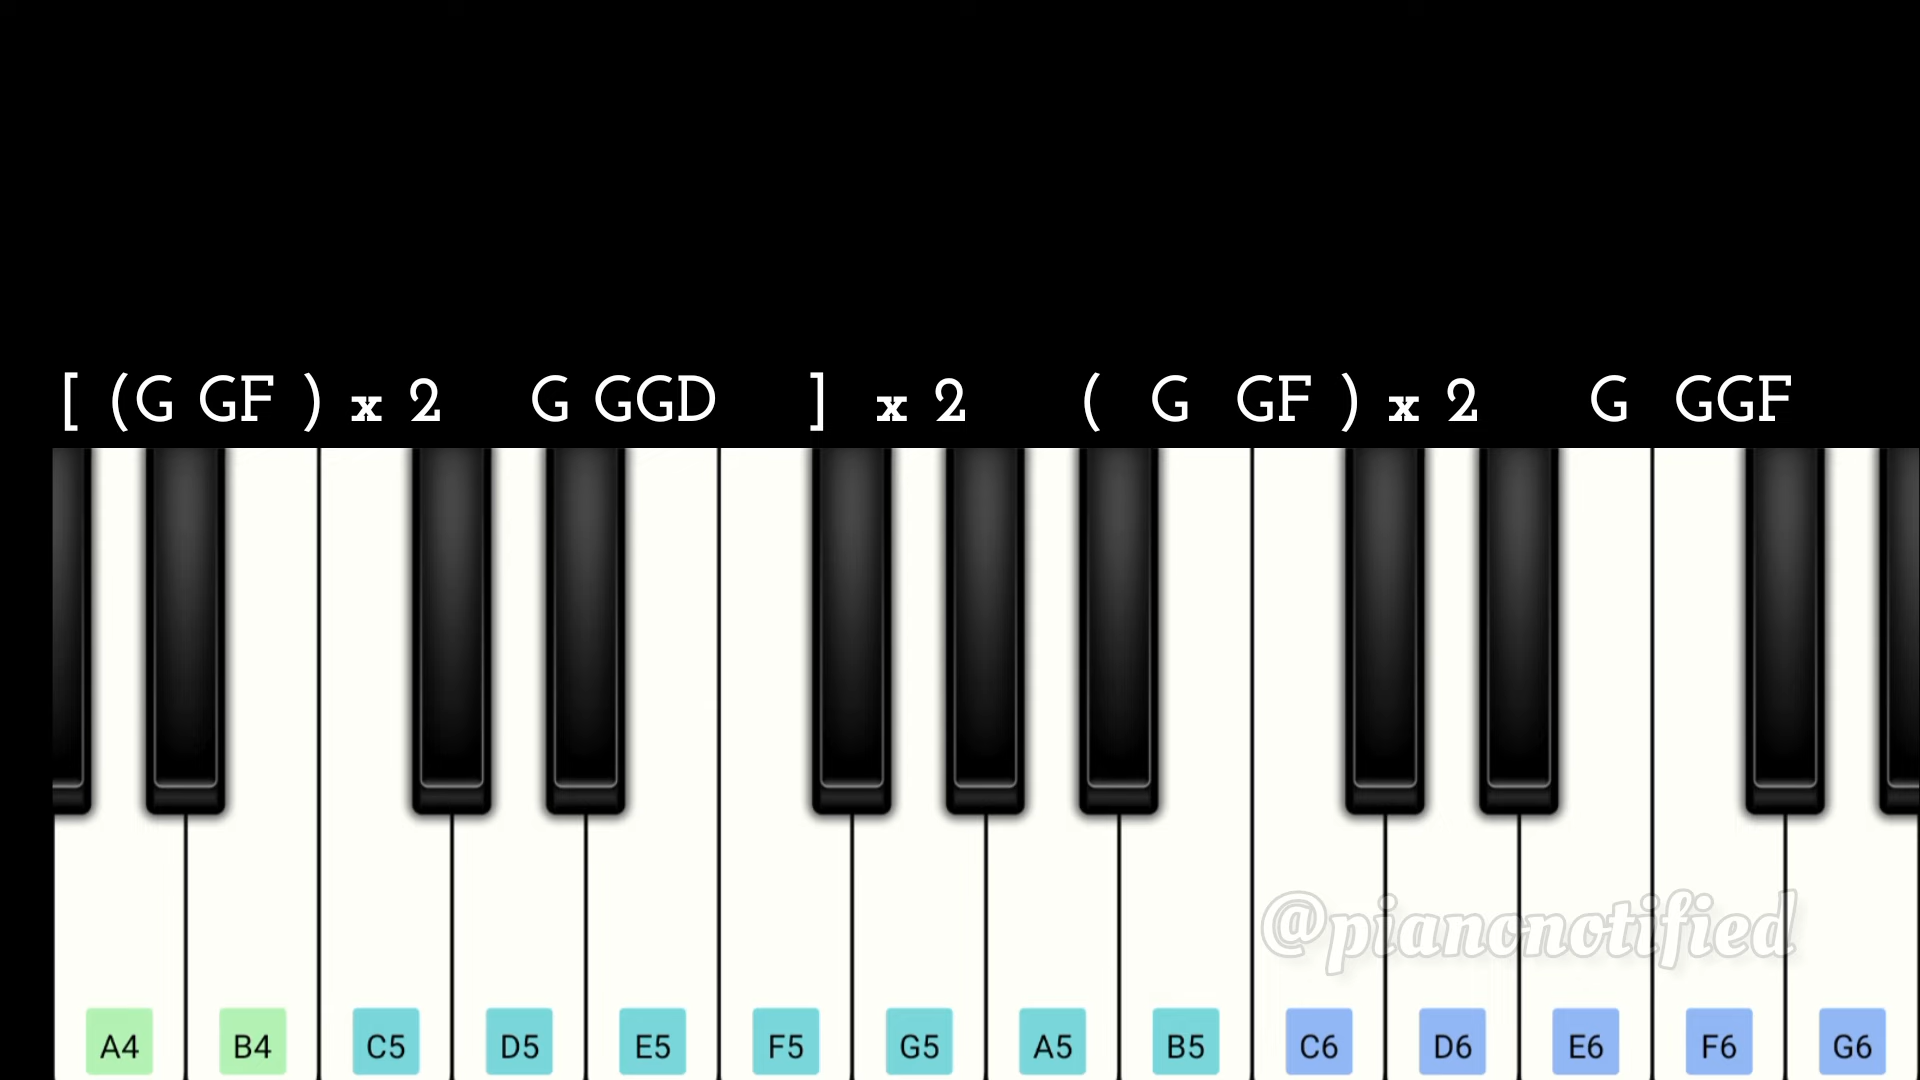 [ (G GF ) x 2 G GGD ] x 2 ( G GF ) x 2 G GGF
@pianonotified
A4 B4 C5 D5 E5 F5 G5 A5 B5 C6 D6 E6 F6 G6